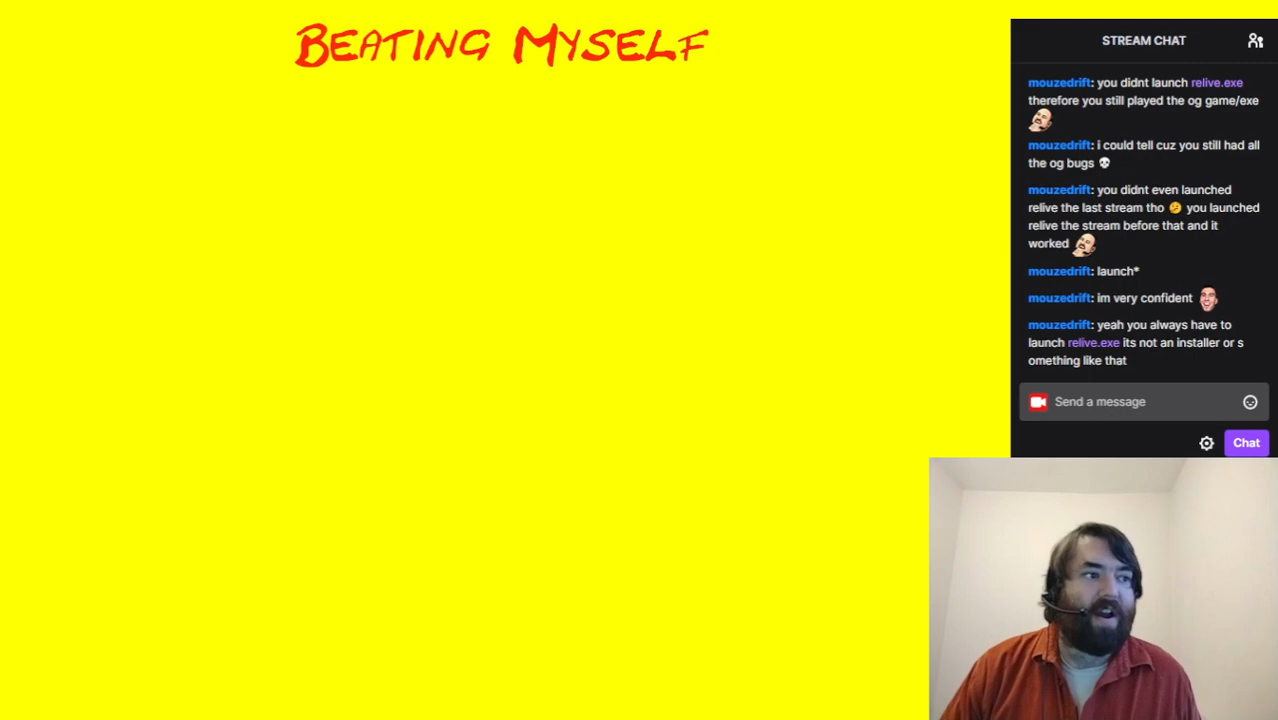 BEATING MYSELF
STREAM CHAT
mouzedrift: you didnt launch relive.exe
therefore you still played the og game/exe
mouzedrift: i could tell cuz you still had all
the og bugs 💀
mouzedrift: you didnt even launched
relive the last stream tho 🫤 you launched
relive the stream before that and it
worked
mouzedrift: launch*
mouzedrift: im very confident
mouzedrift: yeah you always have to
launch relive.exe its not an installer or s
omething like that
Send a message
Chat